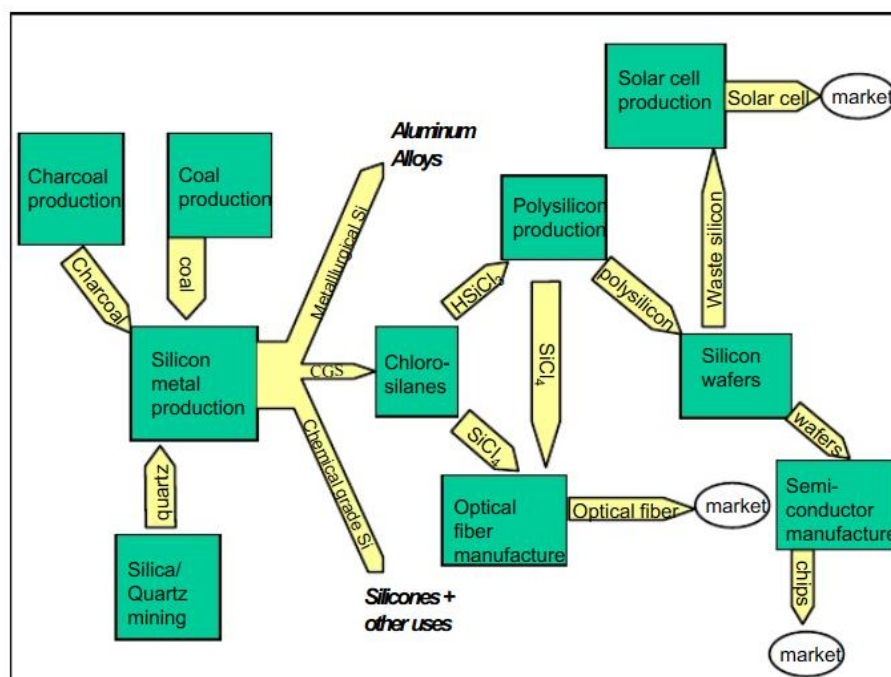 Solar cell
production
Solar cell
market
Aluminum
Alloys
Charcoal
production
Coal
production
Polysilicon
production
Metalllurgical Si
Waste silicon
Charcoal
coal
HSiCl3
polysilicon
SiCl4
Silicon
metal
production
CGS
Chloro-
silanes
Silicon
wafers
SiCl4
wafers
Chemical grade Si
quartz
Optical
fiber
manufacture
Optical fiber
market
Semi-
conductor
manufacture
Silica/
Quartz
mining
chips
Silicones +
other uses
market